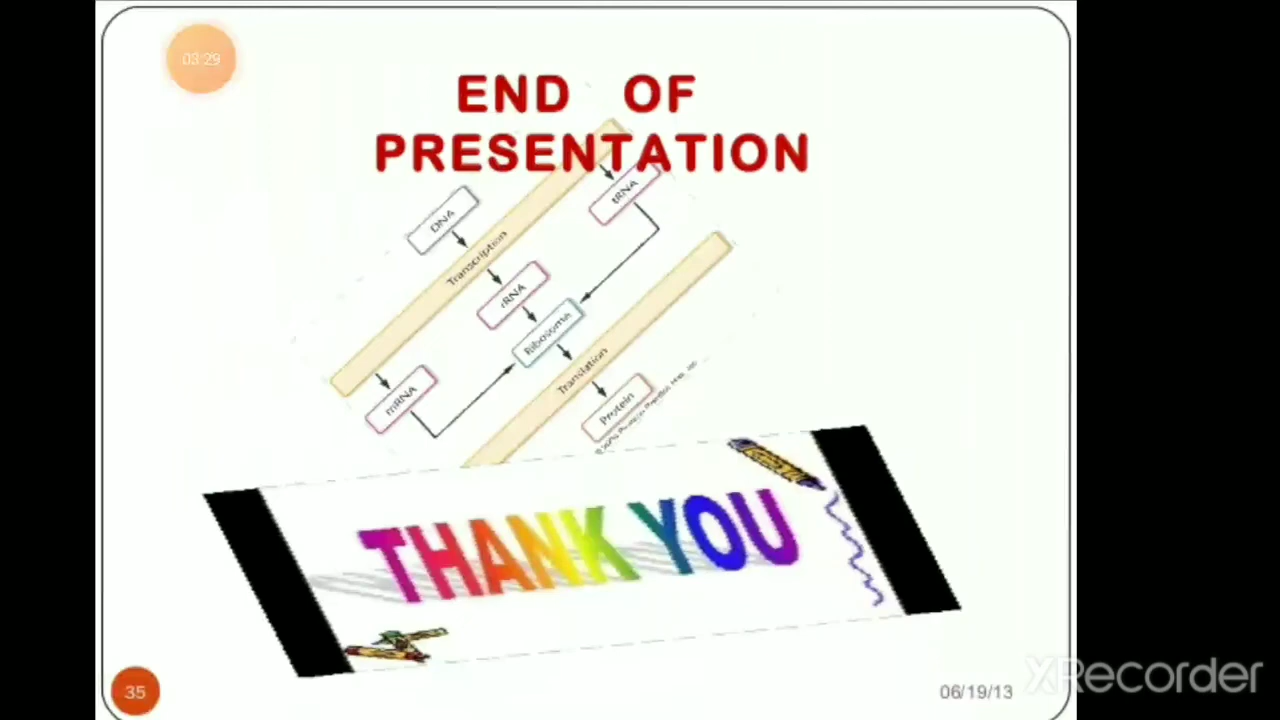 03:29
END OF
PRESENTATION
tRNA
DNA
Transcription
rRNA
Ribosoma
Translation
mRNA
Protein
THANK YOU
35
06/19/13
XRecorder